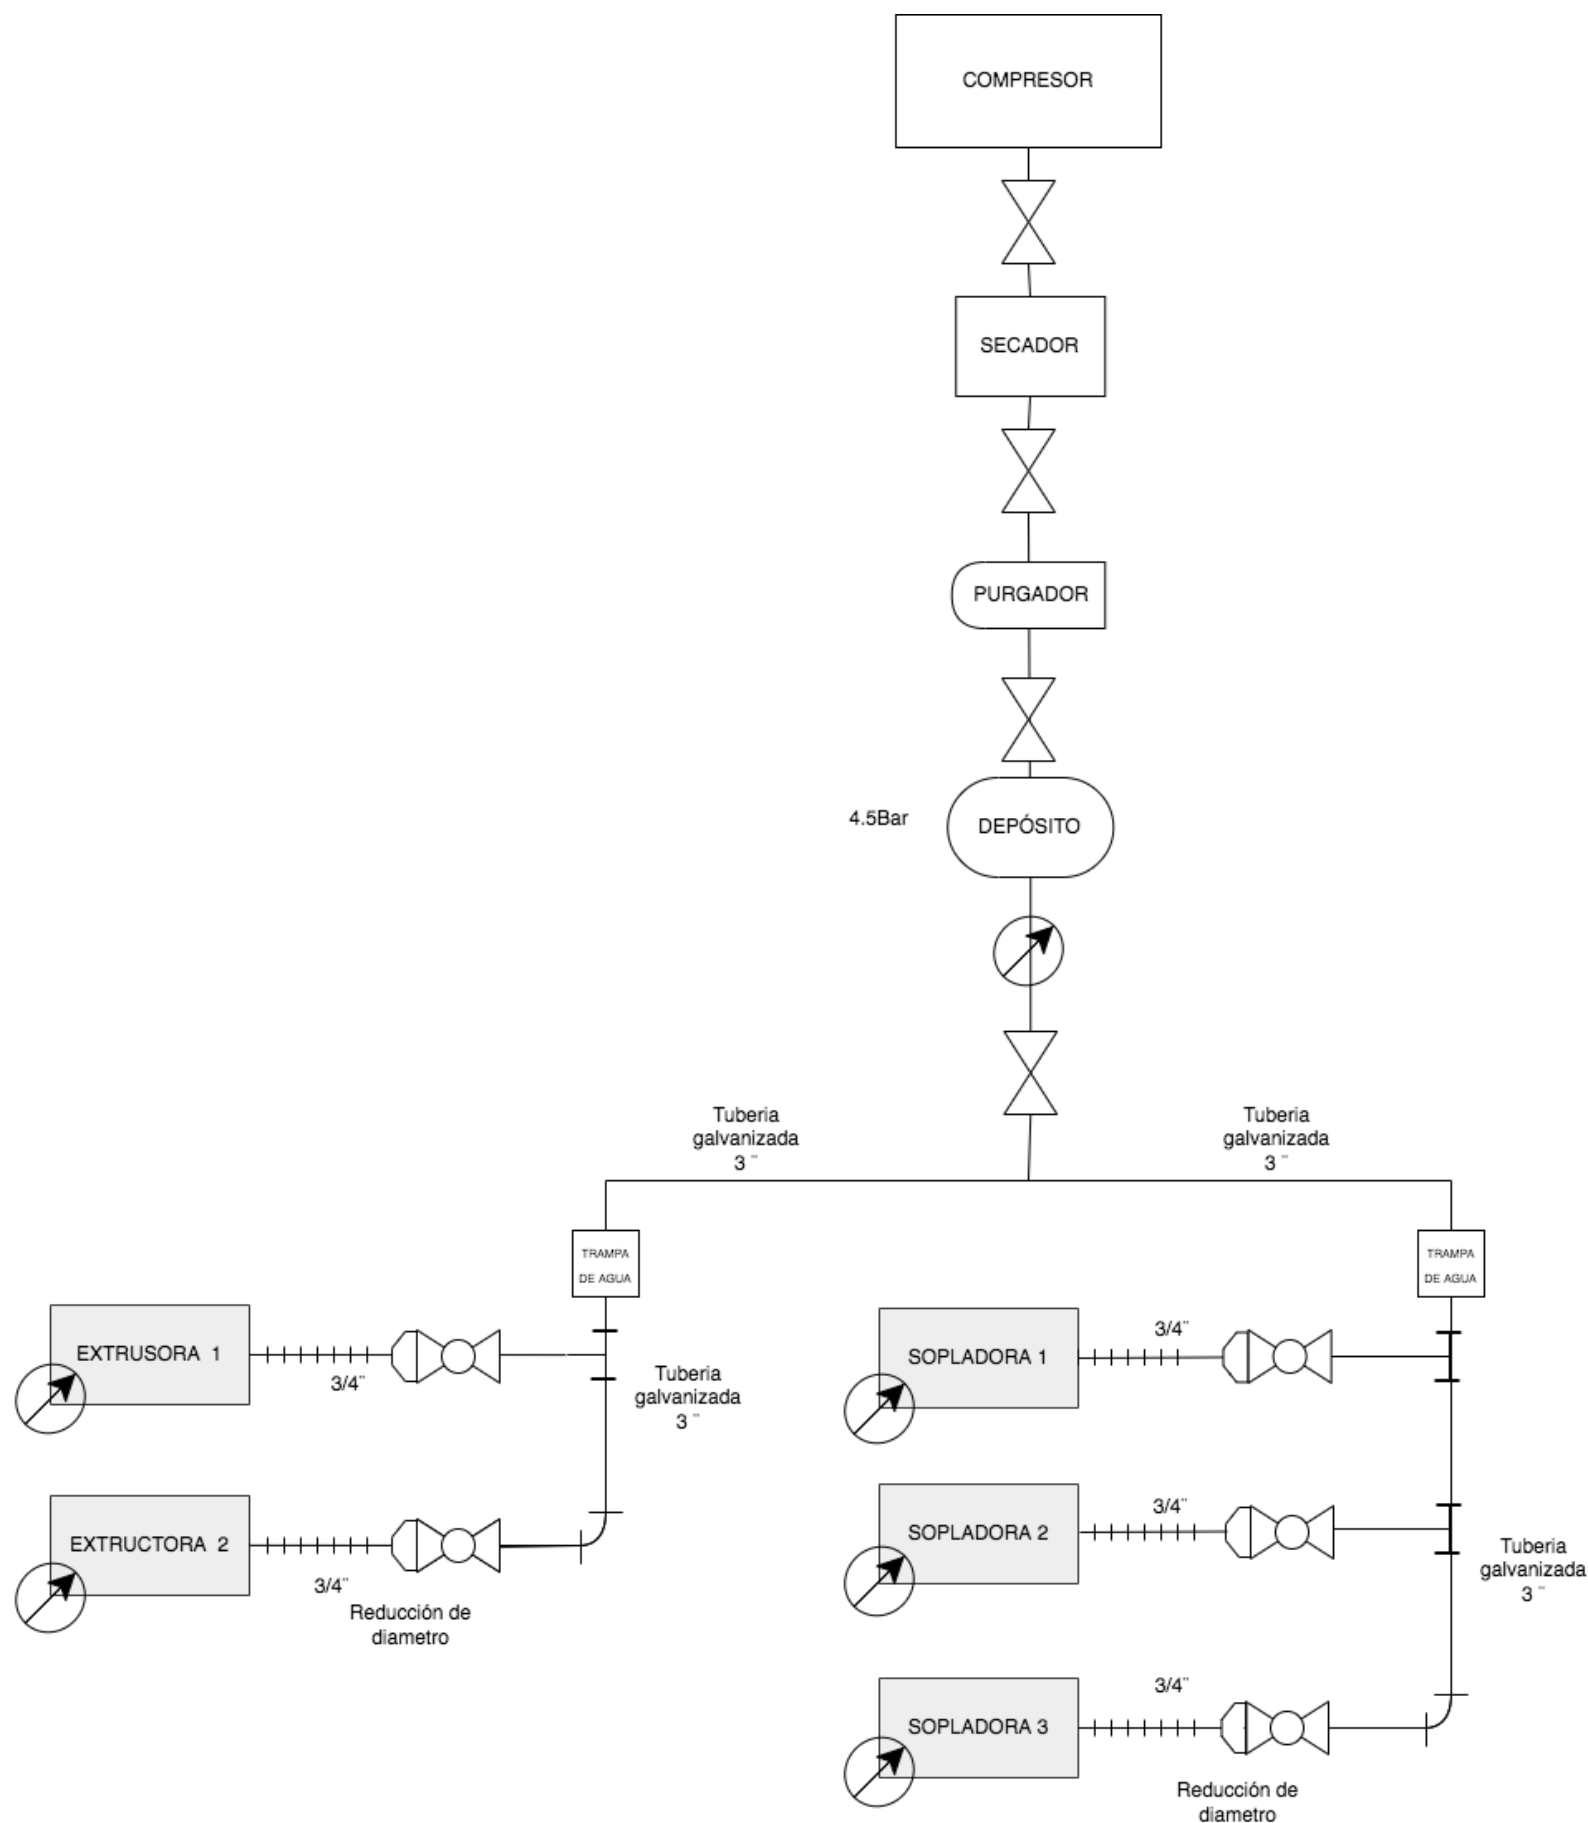 COMPRESOR
SECADOR
PURGADOR
4.5Bar
DEPÓSITO
Tuberia
galvanizada
3 ¨
Tuberia
galvanizada
3 ¨
TRAMPA
DE AGUA
TRAMPA
DE AGUA
EXTRUSORA 1
3/4¨
Tuberia
galvanizada
3 ¨
SOPLADORA 1
3/4¨
EXTRUCTORA 2
3/4¨
Reducción de
diametro
SOPLADORA 2
3/4¨
Tuberia
galvanizada
3 ¨
SOPLADORA 3
3/4¨
Reducción de
diametro